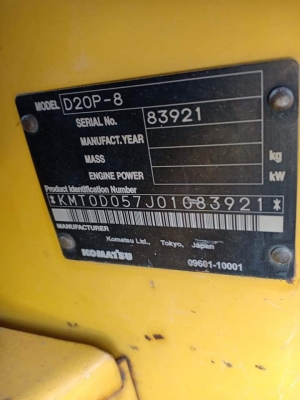 MODEL D20P-8
SERIAL No. 83921
MANUFACT.YEAR
MASS kg
ENGINE POWER kW
Product Identification Number
*KMT0D057J01083921*
MANUFACTURER
Komatsu Ltd., Tokyo, Japan
KOMATSU
09601-10001